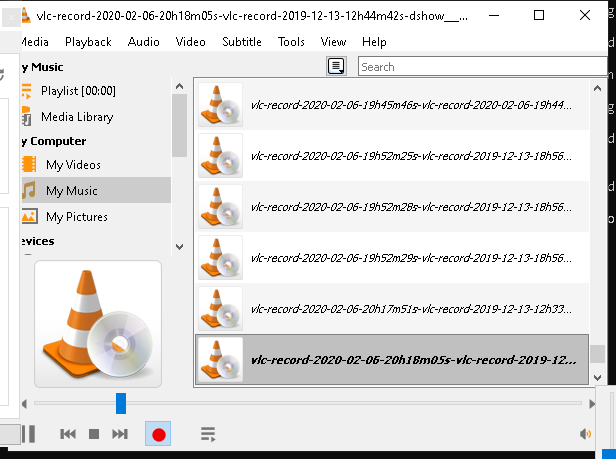 vlc-record-2020-02-06-20h18m05s-vlc-record-2019-12-13-12h44m42s-dshow__...
Media Playback Audio Video Subtitle Tools View Help
y Music
Playlist [00:00]
Media Library
y Computer
My Videos
My Music
My Pictures
evices
Search
vlc-record-2020-02-06-19h45m46s-vlc-record-2020-02-06-19h44...
vlc-record-2020-02-06-19h52m25s-vlc-record-2019-12-13-18h56...
vlc-record-2020-02-06-19h52m28s-vlc-record-2019-12-13-18h56...
vlc-record-2020-02-06-19h52m29s-vlc-record-2019-12-13-18h56...
vlc-record-2020-02-06-20h17m51s-vlc-record-2019-12-13-12h33...
vlc-record-2020-02-06-20h18m05s-vlc-record-2019-12...